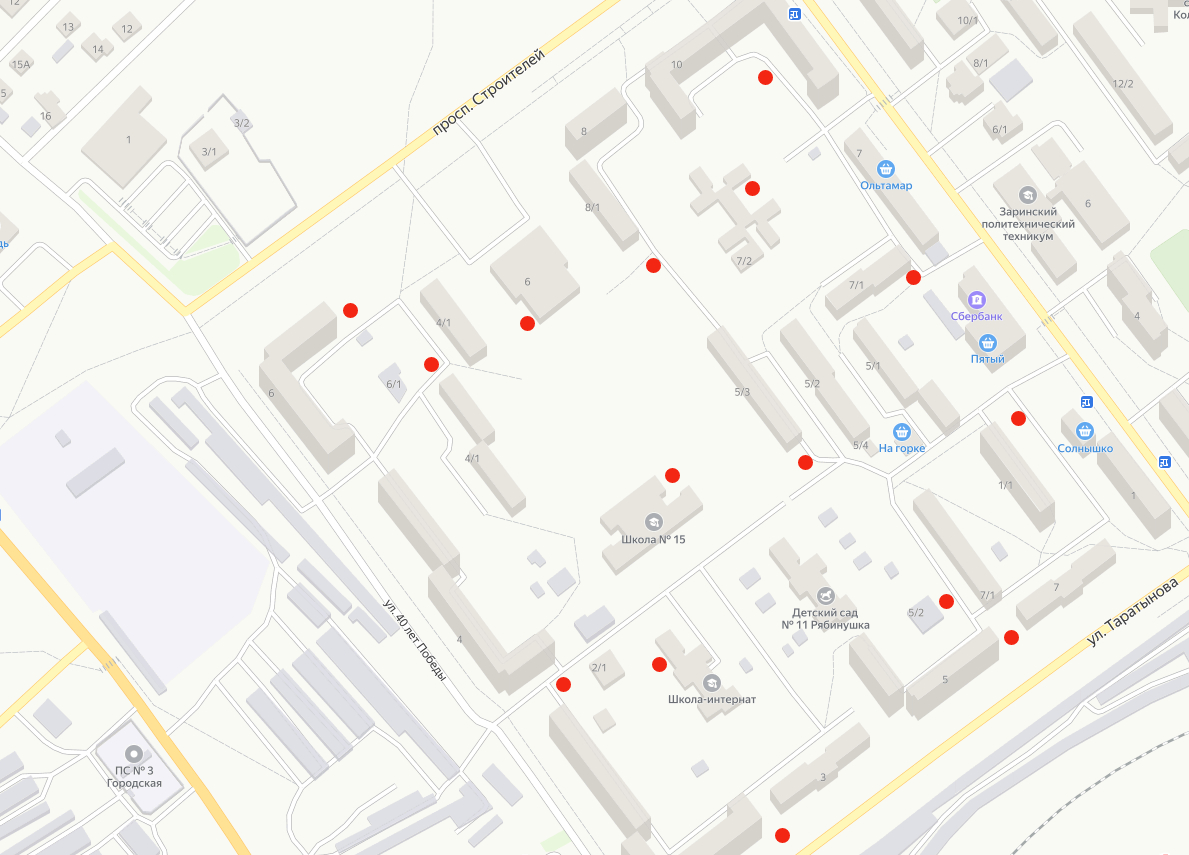 12
13
12
14
15А
5
16
1
3/1
3/2
просп. Строителей
8
8/1
10
10/1
8/1
12/2
6/1
7
Ольтамар
Заринский
политехнический
техникум
6
7/2
6
7/1
Сбербанк
Пятый
4
4/1
6
6/1
4/1
5/3
5/2
5/1
5/4
На горке
Солнышко
1/1
1
Школа № 15
ул. 40 лет Победы
4
2/1
Детский сад
№ 11 Рябинушка
5/2
7/1
7
ул. Таратынова
5
Школа-интернат
3
ПС № 3
Городская